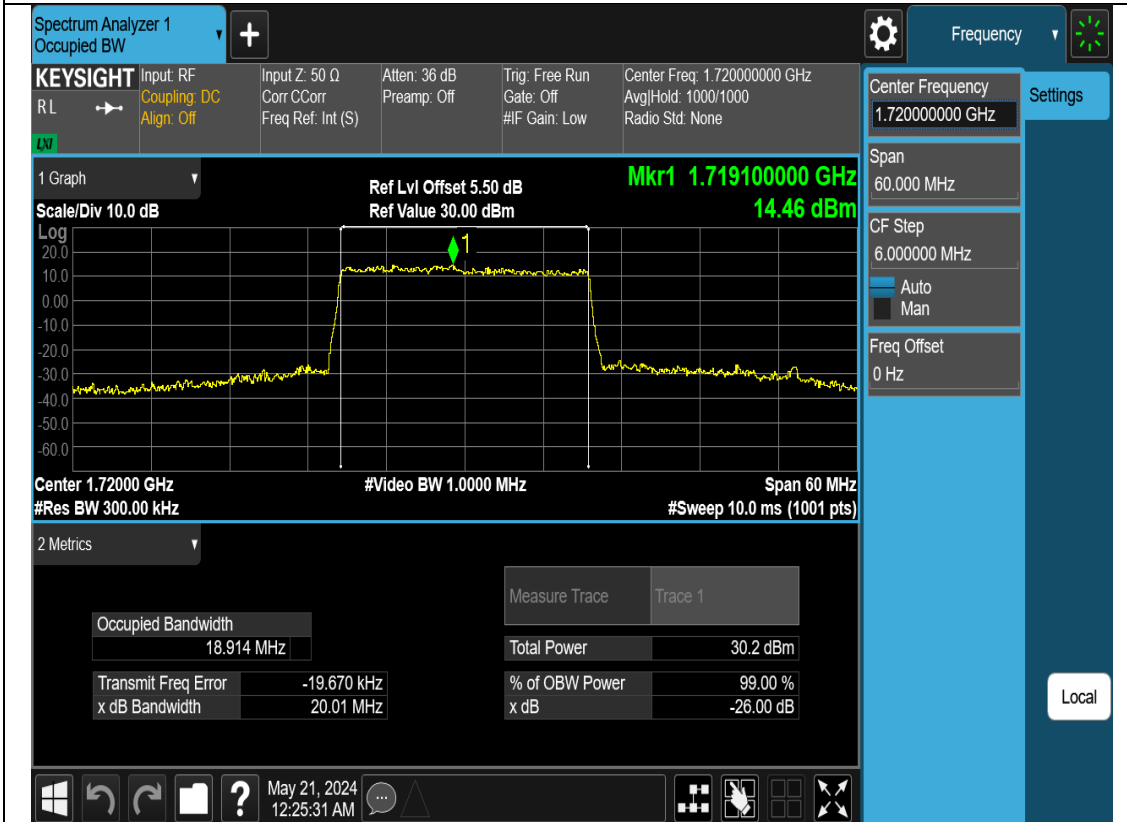 Spectrum Analyzer 1
Occupied BW
+
Frequency
KEYSIGHT
R L
LXI
Input: RF
Coupling: DC
Align: Off
Input Z: 50 Ω
Corr CCorr
Freq Ref: Int (S)
Atten: 36 dB
Preamp: Off
Trig: Free Run
Gate: Off
#IF Gain: Low
Center Freq: 1.720000000 GHz
Avg|Hold: 1000/1000
Radio Std: None
Center Frequency
1.720000000 GHz
Settings
Span
60.000 MHz
CF Step
6.000000 MHz
Auto
Man
Freq Offset
0 Hz
Local
1 Graph
Scale/Div 10.0 dB
Ref Lvl Offset 5.50 dB
Ref Value 30.00 dBm
Mkr1 1.719100000 GHz
14.46 dBm
Log
20.0
10.0
0.00
-10.0
-20.0
-30.0
-40.0
-50.0
-60.0
1
Center 1.72000 GHz
#Video BW 1.0000 MHz
Span 60 MHz
#Res BW 300.00 kHz
#Sweep 10.0 ms (1001 pts)
2 Metrics
Measure Trace Trace 1
Occupied Bandwidth
18.914 MHz
Total Power 30.2 dBm
Transmit Freq Error -19.670 kHz
% of OBW Power 99.00 %
x dB Bandwidth 20.01 MHz
x dB -26.00 dB
?
May 21, 2024
12:25:31 AM